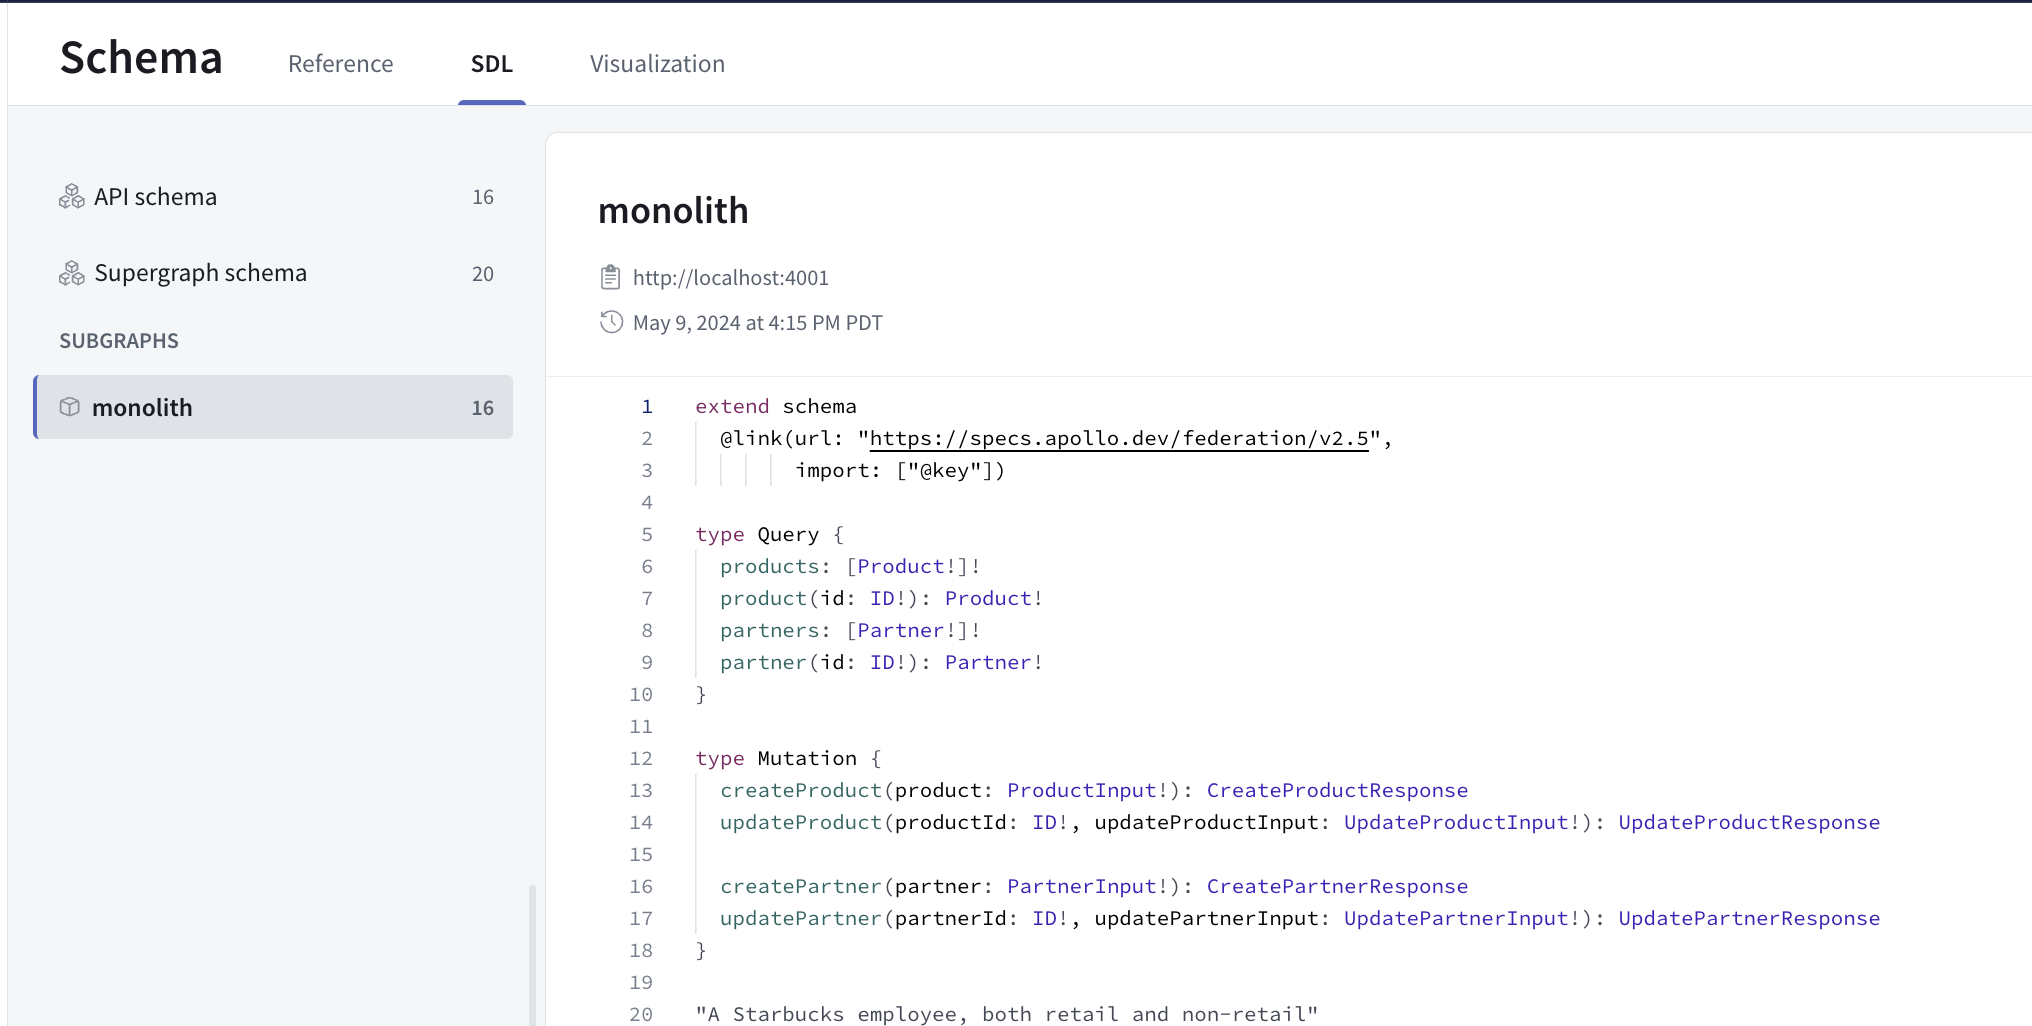 Schema
Reference
SDL
Visualization
API schema 16
Supergraph schema 20
SUBGRAPHS
monolith 16
monolith
http://localhost:4001
May 9, 2024 at 4:15 PM PDT
1 extend schema
2 @link(url: "https://specs.apollo.dev/federation/v2.5",
3 import: ["@key"])
4
5 type Query {
6 products: [Product!]!
7 product(id: ID!): Product!
8 partners: [Partner!]!
9 partner(id: ID!): Partner!
10 }
11
12 type Mutation {
13 createProduct(product: ProductInput!): CreateProductResponse
14 updateProduct(productId: ID!, updateProductInput: UpdateProductInput!): UpdateProductResponse
15
16 createPartner(partner: PartnerInput!): CreatePartnerResponse
17 updatePartner(partnerId: ID!, updatePartnerInput: UpdatePartnerInput!): UpdatePartnerResponse
18 }
19
20 "A Starbucks employee, both retail and non-retail"